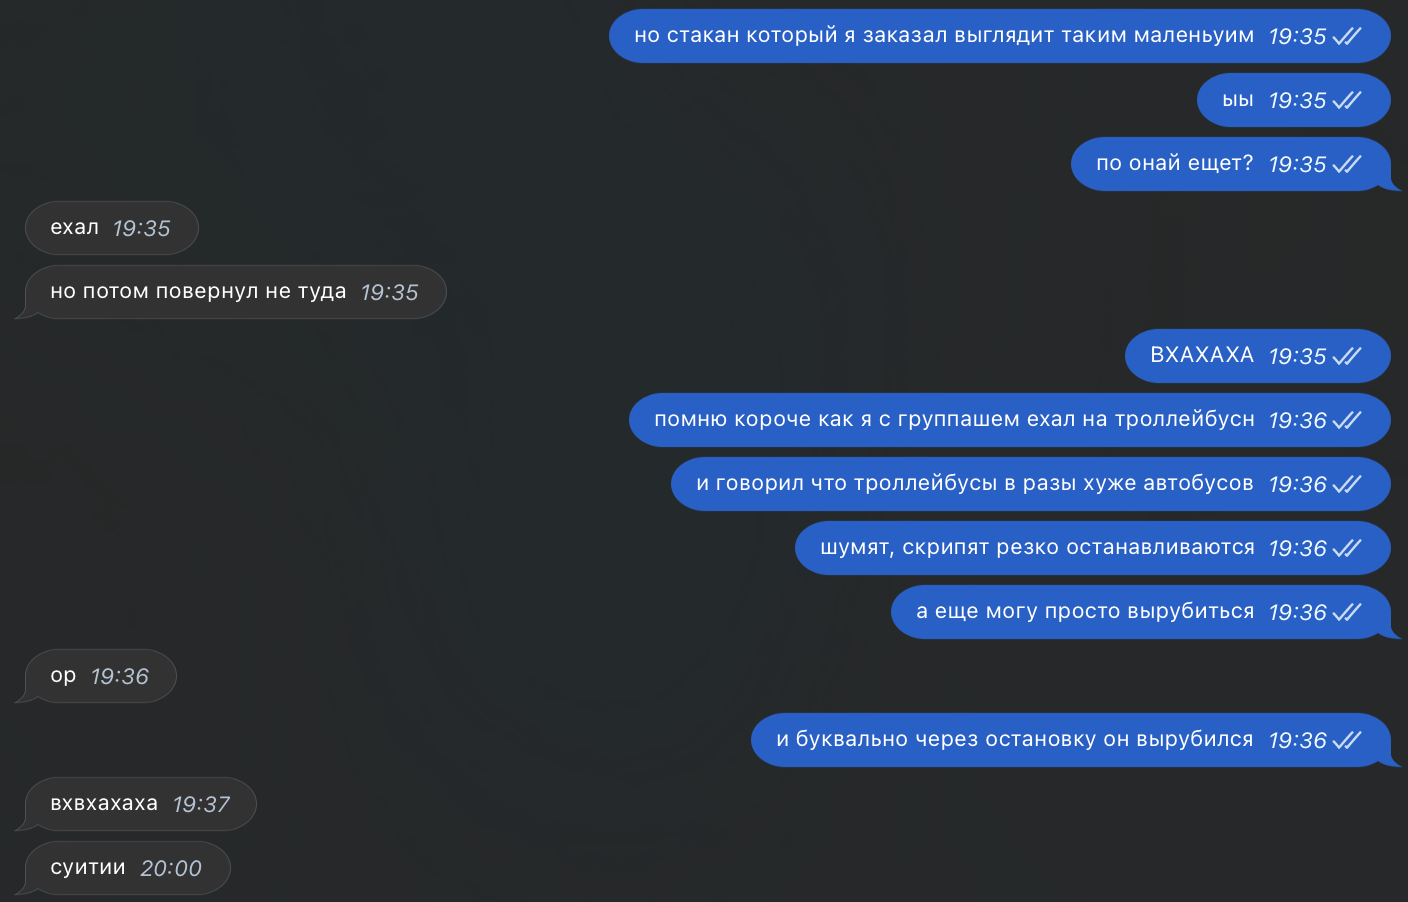 но стакан который я заказал выглядит таким маленьуим 19:35
ыы 19:35
по онай ещет? 19:35
ехал 19:35
но потом повернул не туда 19:35
ВХАХАХА 19:35
помню короче как я с группашем ехал на троллейбусн 19:36
и говорил что троллейбусы в разы хуже автобусов 19:36
шумят, скрипят резко останавливаются 19:36
а еще могу просто вырубиться 19:36
ор 19:36
и буквально через остановку он вырубился 19:36
вхвхахаха 19:37
суитии 20:00